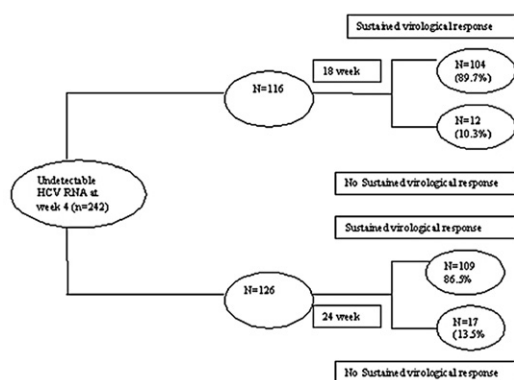 Sustained virological response
18 week
N=104
(89.7%)
N=116
N=12
(10.3%)
No Sustained virological response
Undetectable
HCV RNA at
week 4 (n=242)
Sustained virological response
N=109
86.5%
N=126
24 week
N=17
(13.5%
No Sustained virological response